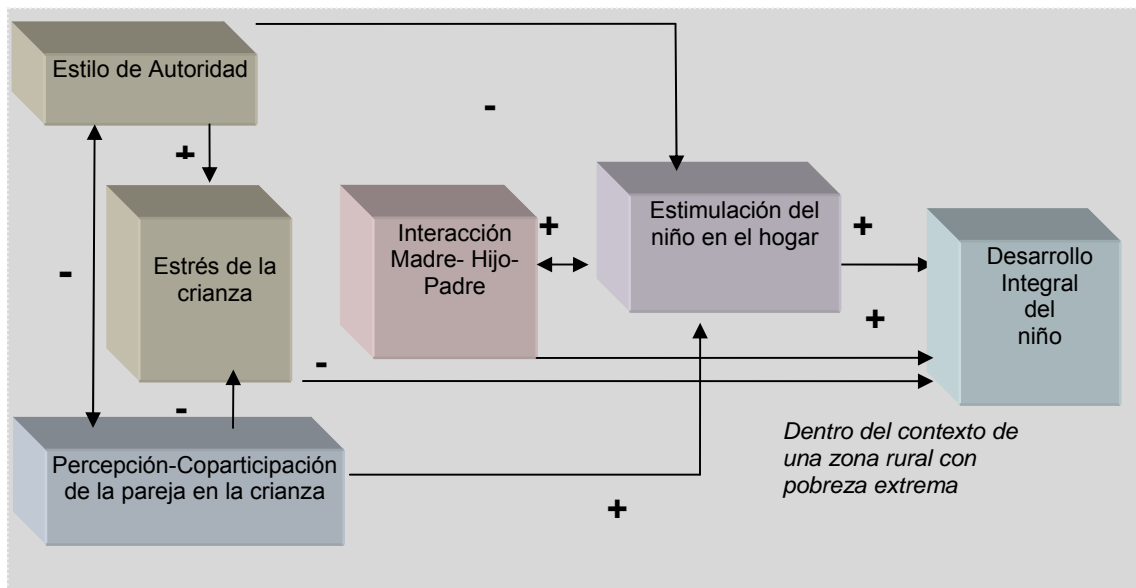 Estilo de Autoridad
-
+
Estimulación del
niño en el hogar
Interacción
Madre- Hijo-
Padre
+
+
Desarrollo
Integral
del
niño
Estrés de la
crianza
-
+
-
-
Dentro del contexto de
una zona rural con
pobreza extrema
Percepción-Coparticipación
de la pareja en la crianza
+